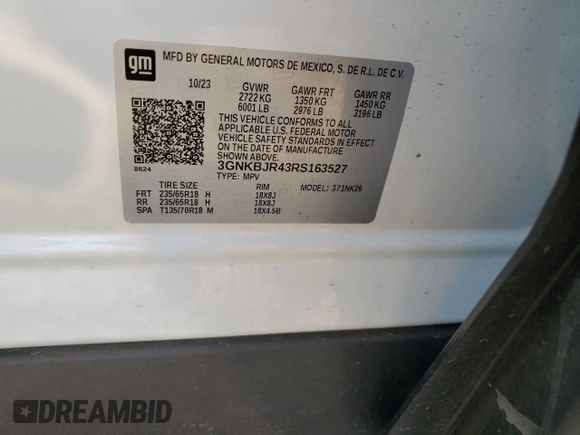 gm
MFD BY GENERAL MOTORS DE MEXICO, S. DE R.L. DE C.V.
10/23 GVWR GAWR FRT GAWR RR
2722 KG 1350 KG 1450 KG
6001 LB 2976 LB 3196 LB
THIS VEHICLE CONFORMS TO ALL
APPLICABLE U.S. FEDERAL MOTOR
VEHICLE SAFETY STANDARDS IN EFFECT
ON THE DATE OF MANUFACTURE
SHOWN ABOVE.
8624 3GNKBJR43RS163527
TYPE: MPV
TIRE SIZE RIM MODEL: 371NK26
FRT 235/65R18 H 18X8J
RR 235/65R18 H 18X8J
SPA T135/70R18 M 18X4.5B
DREAMBID